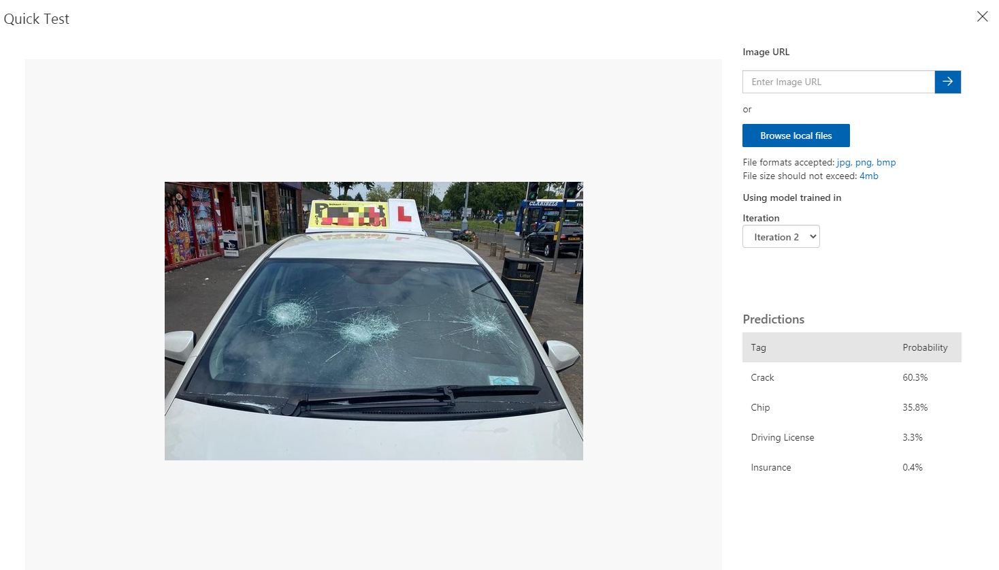 Quick Test
Image URL
Enter Image URL
or
Browse local files
File formats accepted: jpg, png, bmp
File size should not exceed: 4mb
Using model trained in
Iteration
Iteration 2
Predictions
Tag Probability
Crack 60.3%
Chip 35.8%
Driving License 3.3%
Insurance 0.4%
L
CLARIBELS
Litter